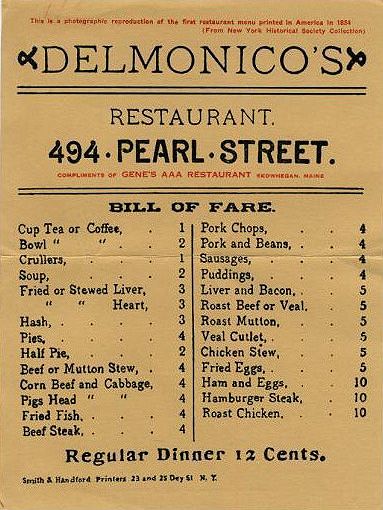 This is a photographic reproduction of the first restaurant menu printed in America in 1834
(From New York Historical Society Collection)
DELMONICO'S
RESTAURANT.
494 · PEARL · STREET.
COMPLIMENTS OF GENE'S AAA RESTAURANT SKOWHEGAN, MAINE
BILL OF FARE.
Cup Tea or Coffee, . 1
Bowl " " . 2
Crullers, . . . . 1
Soup, . . . . 2
Fried or Stewed Liver, 3
" " Heart, 3
Hash, . . . . 3
Pies, . . . . 4
Half Pie, . . . 2
Beef or Mutton Stew, . 4
Corn Beef and Cabbage, 4
Pigs Head " " 4
Fried Fish, . . . 4
Beef Steak, . . . 4
Pork Chops, . . . 4
Pork and Beans, . . 4
Sausages, . . . 4
Puddings, . . . 4
Liver and Bacon, . . 5
Roast Beef or Veal, . 5
Roast Mutton, . . 5
Veal Cutlet, . . . 5
Chicken Stew, . . 5
Fried Eggs, . . . 5
Ham and Eggs, . . 10
Hamburger Steak, . 10
Roast Chicken, . . 10
Regular Dinner 12 Cents.
Smith & Handford Printers 23 and 25 Dey St N. Y.